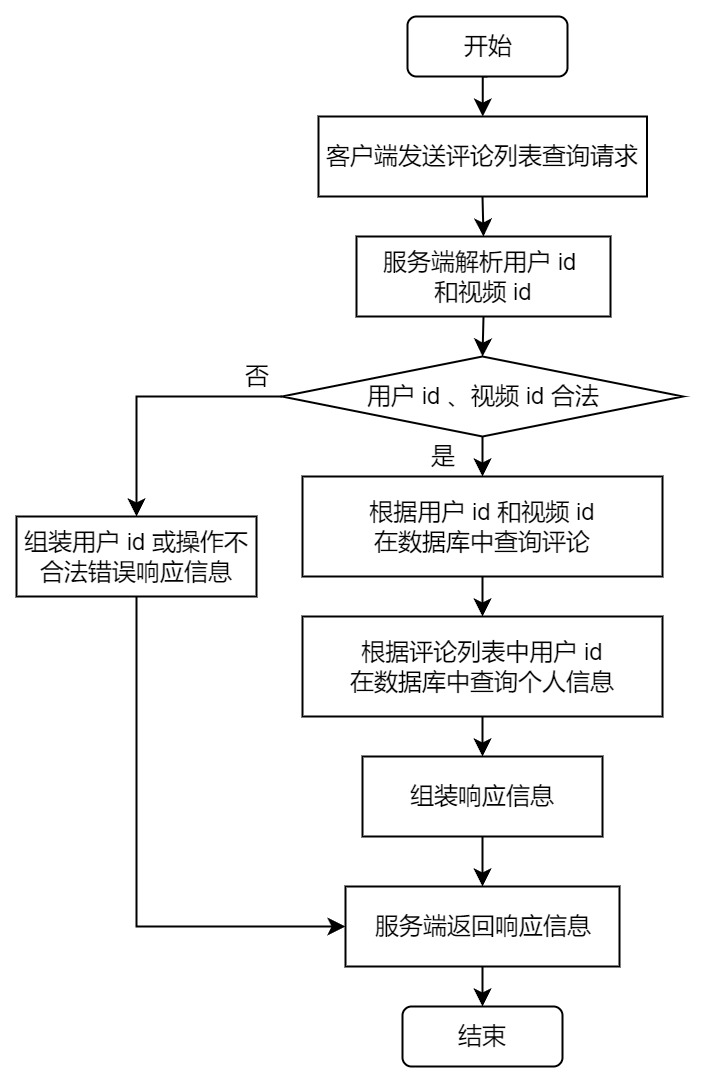 开始
客户端发送评论列表查询请求
服务端解析用户 id
和视频 id
用户 id 、视频 id 合法
否
是
根据用户 id 和视频 id
在数据库中查询评论
组装用户 id 或操作不
合法错误响应信息
根据评论列表中用户 id
在数据库中查询个人信息
组装响应信息
服务端返回响应信息
结束